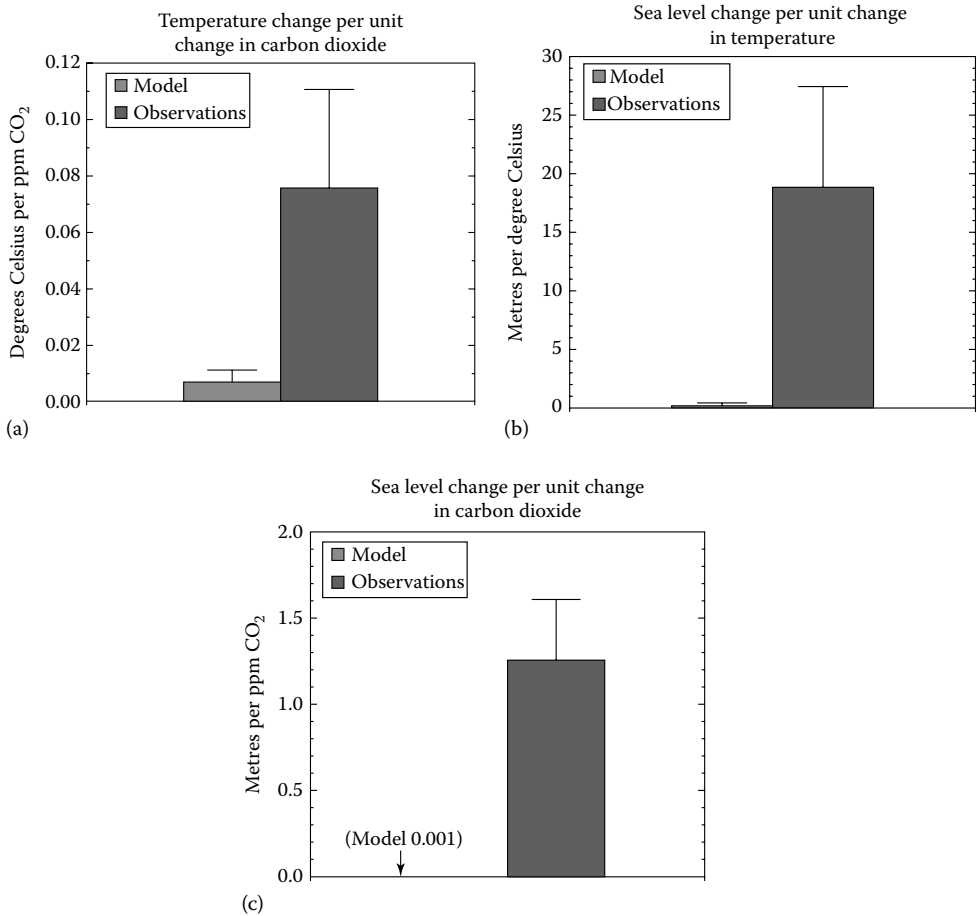 Temperature change per unit
change in carbon dioxide
0.12
Model
Observations
0.10
0.08
0.06
0.04
0.02
0.00
Degrees Celsius per ppm CO₂
(a)
Sea level change per unit change
in temperature
30
Model
Observations
25
20
15
10
5
0
Metres per degree Celsius
(b)
Sea level change per unit change
in carbon dioxide
2.0
Model
Observations
1.5
1.0
0.5
0.0
Metres per ppm CO₂
(Model 0.001)
(c)